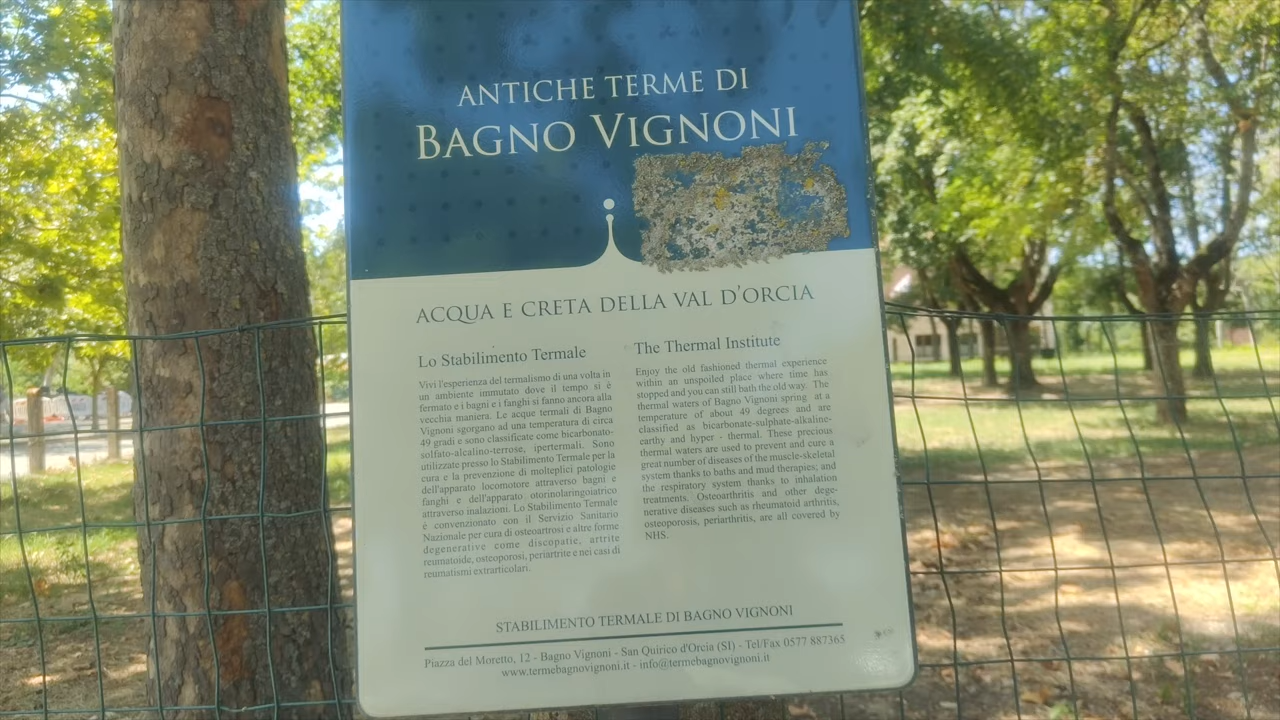 ANTICHE TERME DI
BAGNO VIGNONI
ACQUA E CRETA DELLA VAL D'ORCIA
Lo Stabilimento Termale
Vivi l'esperienza del termalismo di una volta in
un ambiente immutato dove il tempo si è
fermato e i bagni e i fanghi si fanno ancora alla
vecchia maniera. Le acque termali di Bagno
Vignoni sgorgano ad una temperatura di circa
49 gradi e sono classificate come bicarbonato-
solfato-alcalino-terrose, ipertermali. Sono
utilizzate presso lo Stabilimento Termale per la
cura e la prevenzione di molteplici patologie
dell'apparato locomotore attraverso bagni e
fanghi e dell'apparato otorinolaringoiatrico
attraverso inalazioni. Lo Stabilimento Termale
è convenzionato con il Servizio Sanitario
Nazionale per cura di osteoartrosi e altre forme
degenerative come discopatie, artrite
reumatoide, osteoporosi, periartrite e nei casi di
reumatismi extrarticolari.
The Thermal Institute
Enjoy the old fashioned thermal experience
within an unspoiled place where time has
stopped and you can still bath the old way. The
thermal waters of Bagno Vignoni spring at a
temperature of about 49 degrees and are
classified as bicarbonate-sulphate-alkaline-
earthy and hyper - thermal. These precious
thermal waters are used to prevent and cure a
great number of diseases of the muscle-skeletal
system thanks to baths and mud therapies; and
the respiratory system thanks to inhalation
treatments. Osteoarthritis and other dege-
nerative diseases such as rheumatoid arthritis,
osteoporosis, periarthritis, are all covered by
NHS.
STABILIMENTO TERMALE DI BAGNO VIGNONI
Piazza del Moretto, 12 - Bagno Vignoni - San Quirico d'Orcia (SI) - Tel/Fax 0577 887365
www.termebagnovignoni.it - info@termebagnovignoni.it